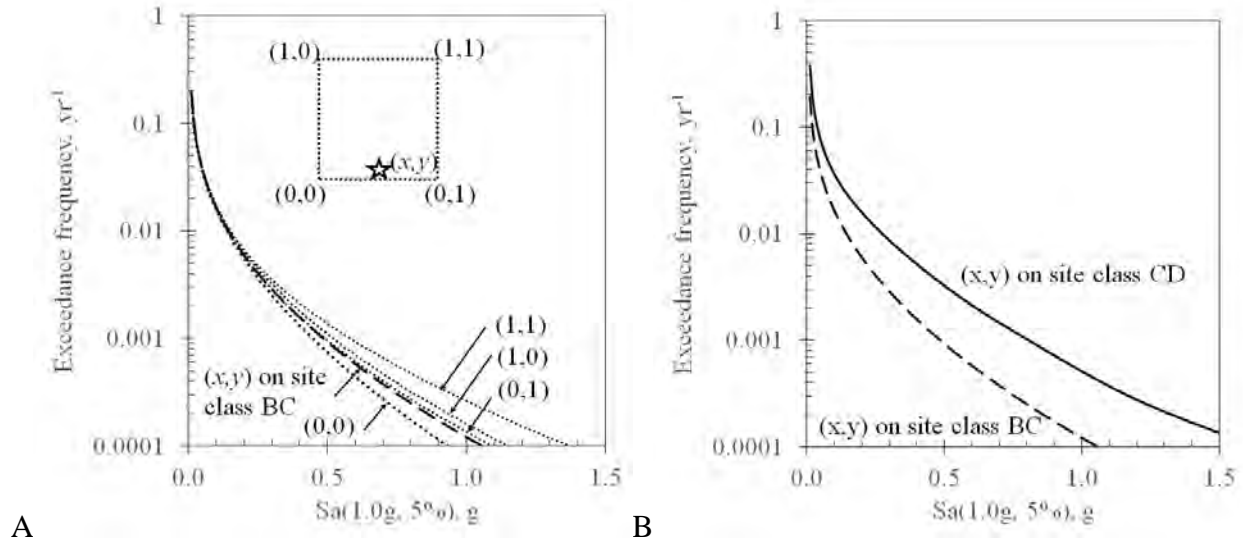 1
0.1
0.01
0.001
0.0001
Exceedance frequency, yr⁻¹
(1,0)
(1,1)
(x,y)
(0,0)
(0,1)
(1,1)
(1,0)
(0,1)
(x,y) on site
class BC
(0,0)
0.0
0.5
1.0
1.5
Sa(1.0g, 5%), g
A
1
0.1
0.01
0.001
0.0001
Exceedance frequency, yr⁻¹
(x,y) on site class CD
(x,y) on site class BC
0.0
0.5
1.0
1.5
Sa(1.0g, 5%), g
B